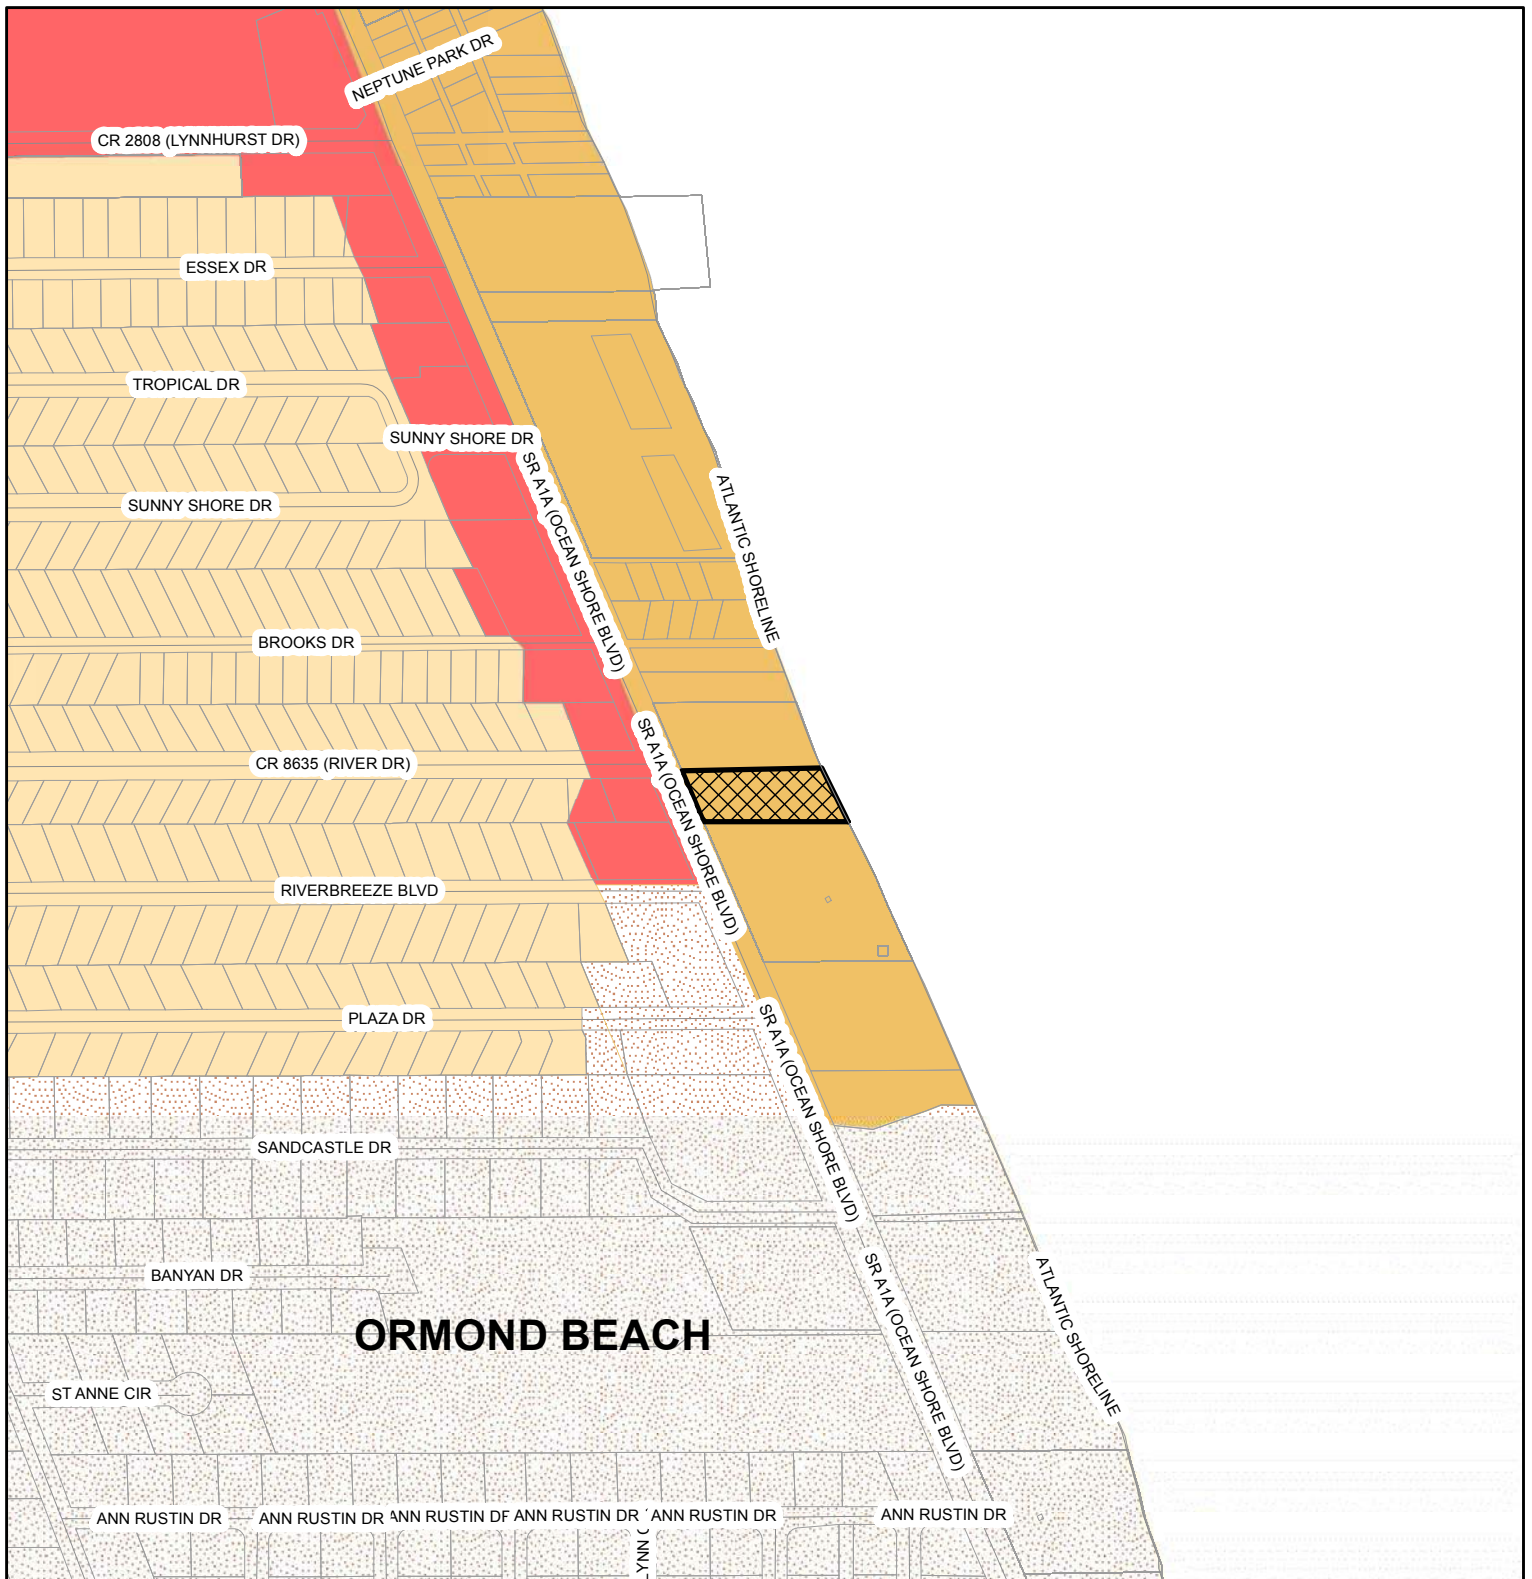 NEPTUNE PARK DR
CR 2808 (LYNNHURST DR)
ESSEX DR
TROPICAL DR
SUNNY SHORE DR
SR A1A (OCEAN SHORE BLVD)
ATLANTIC SHORELINE
SUNNY SHORE DR
BROOKS DR
SR A1A (OCEAN SHORE BLVD)
CR 8635 (RIVER DR)
RIVERBREEZE BLVD
SR A1A (OCEAN SHORE BLVD)
PLAZA DR
SANDCASTLE DR
SR A1A (OCEAN SHORE BLVD)
ATLANTIC SHORELINE
BANYAN DR
ORMOND BEACH
ST ANNE CIR
ANN RUSTIN DR
ANN RUSTIN DR
ANN RUSTIN DR
ANN RUSTIN DR
ANN RUSTIN DR
ANN RUSTIN DR